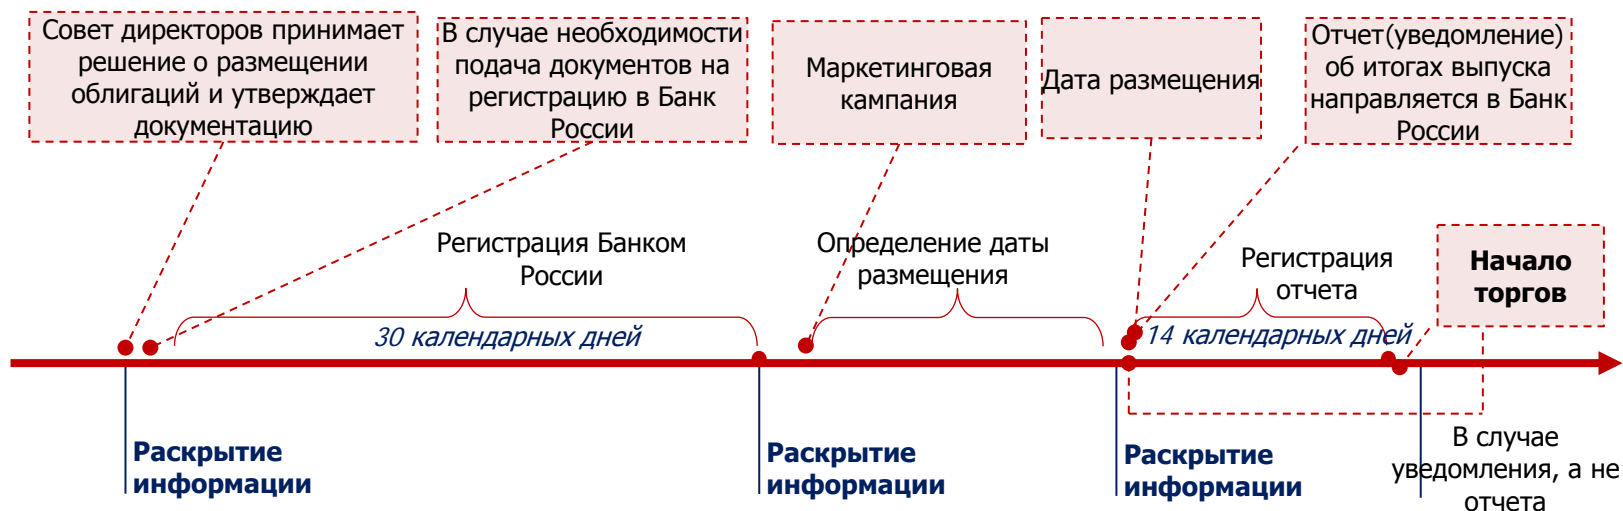 Совет директоров принимает
решение о размещении
облигаций и утверждает
документацию
В случае необходимости
подача документов на
регистрацию в Банк
России
Маркетинговая
кампания
Дата размещения
Отчет(уведомление)
об итогах выпуска
направляется в Банк
России
Регистрация Банком
России
Определение даты
размещения
Регистрация
отчета
Начало
торгов
30 календарных дней
14 календарных дней
Раскрытие
информации
Раскрытие
информации
Раскрытие
информации
В случае
уведомления, а не
отчета